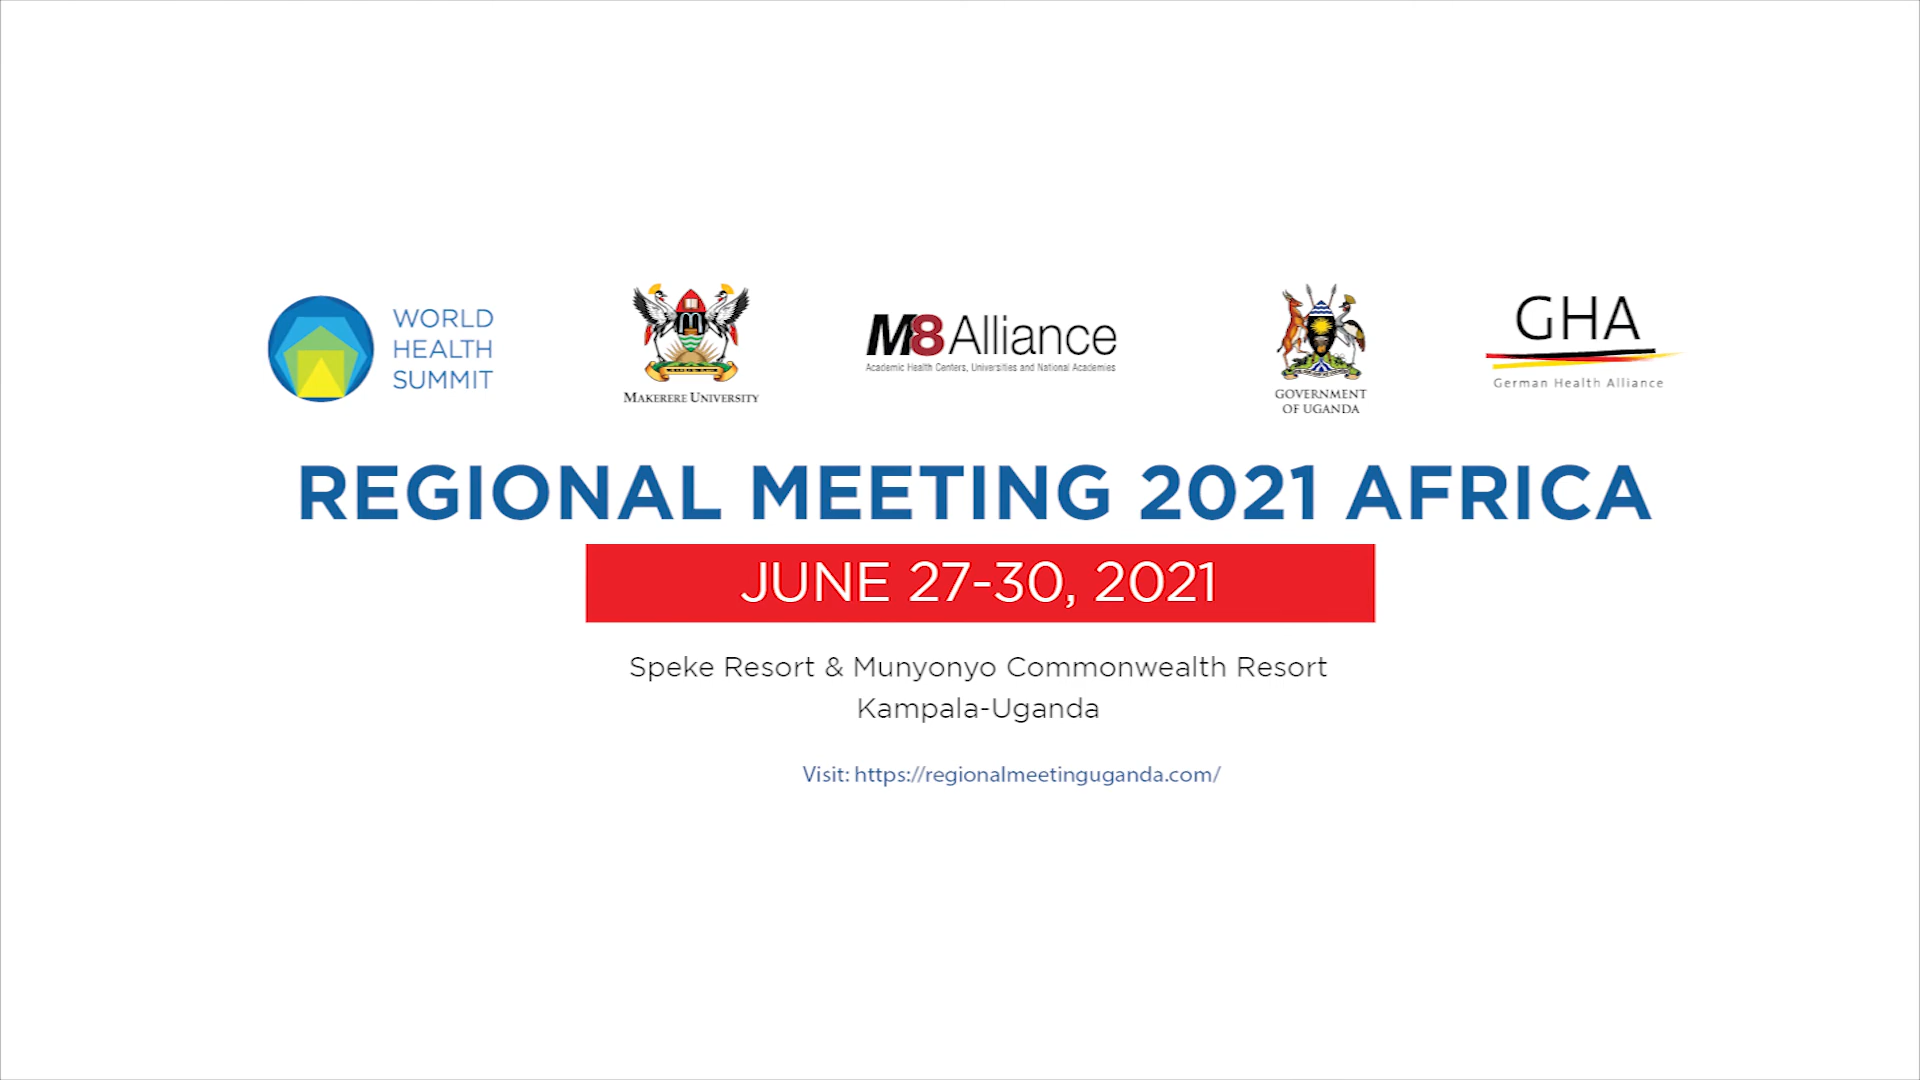 WORLD
HEALTH
SUMMIT
MAKERERE UNIVERSITY
M8 Alliance
Academic Health Centers, Universities and National Academies
GOVERNMENT
OF UGANDA
GHA
German Health Alliance
REGIONAL MEETING 2021 AFRICA
JUNE 27-30, 2021
Speke Resort & Munyonyo Commonwealth Resort
Kampala-Uganda
Visit: https://regionalmeetinguganda.com/